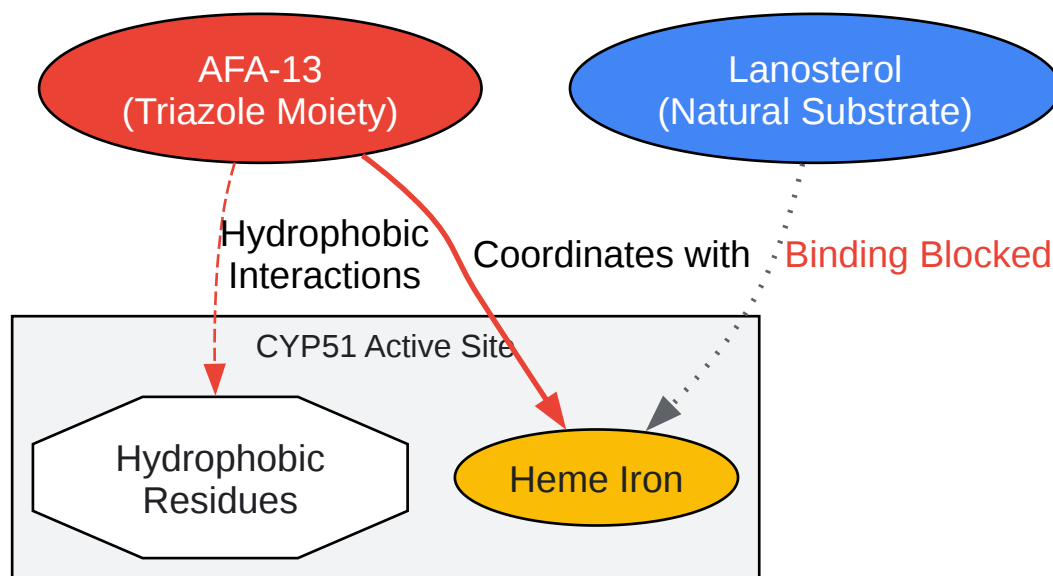 AFA-13
(Triazole Moiety)
Lanosterol
(Natural Substrate)
Hydrophobic
Interactions
Coordinates with
Binding Blocked
CYP51 Active Site
Hydrophobic
Residues
Heme Iron